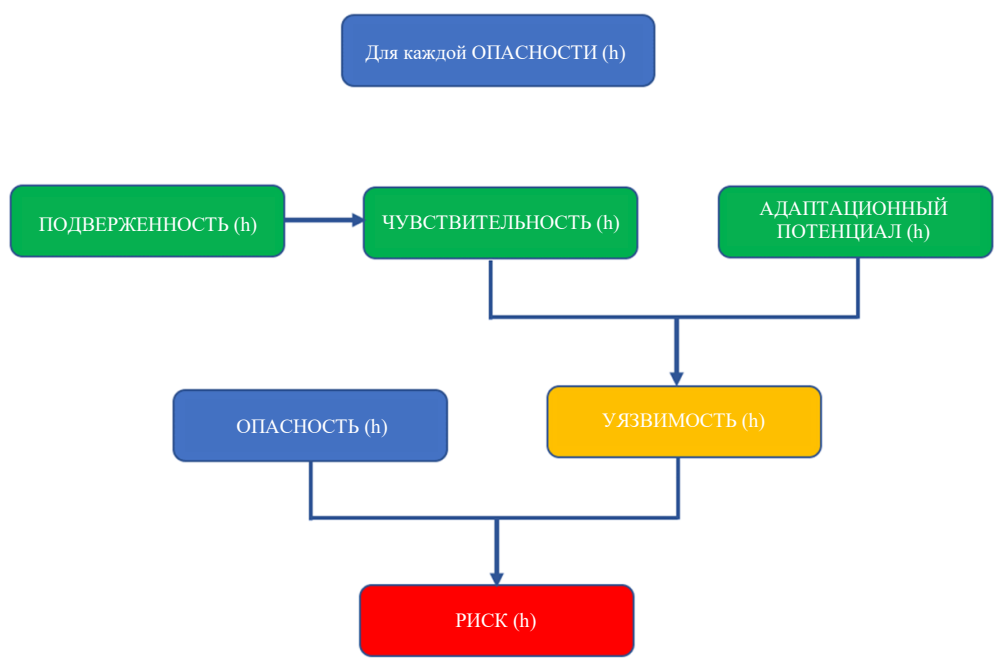 Для каждой ОПАСНОСТИ (h)
ПОДВЕРЖЕННОСТЬ (h)
ЧУВСТВИТЕЛЬНОСТЬ (h)
АДАПТАЦИОННЫЙ
ПОТЕНЦИАЛ (h)
ОПАСНОСТЬ (h)
УЯЗВИМОСТЬ (h)
РИСК (h)